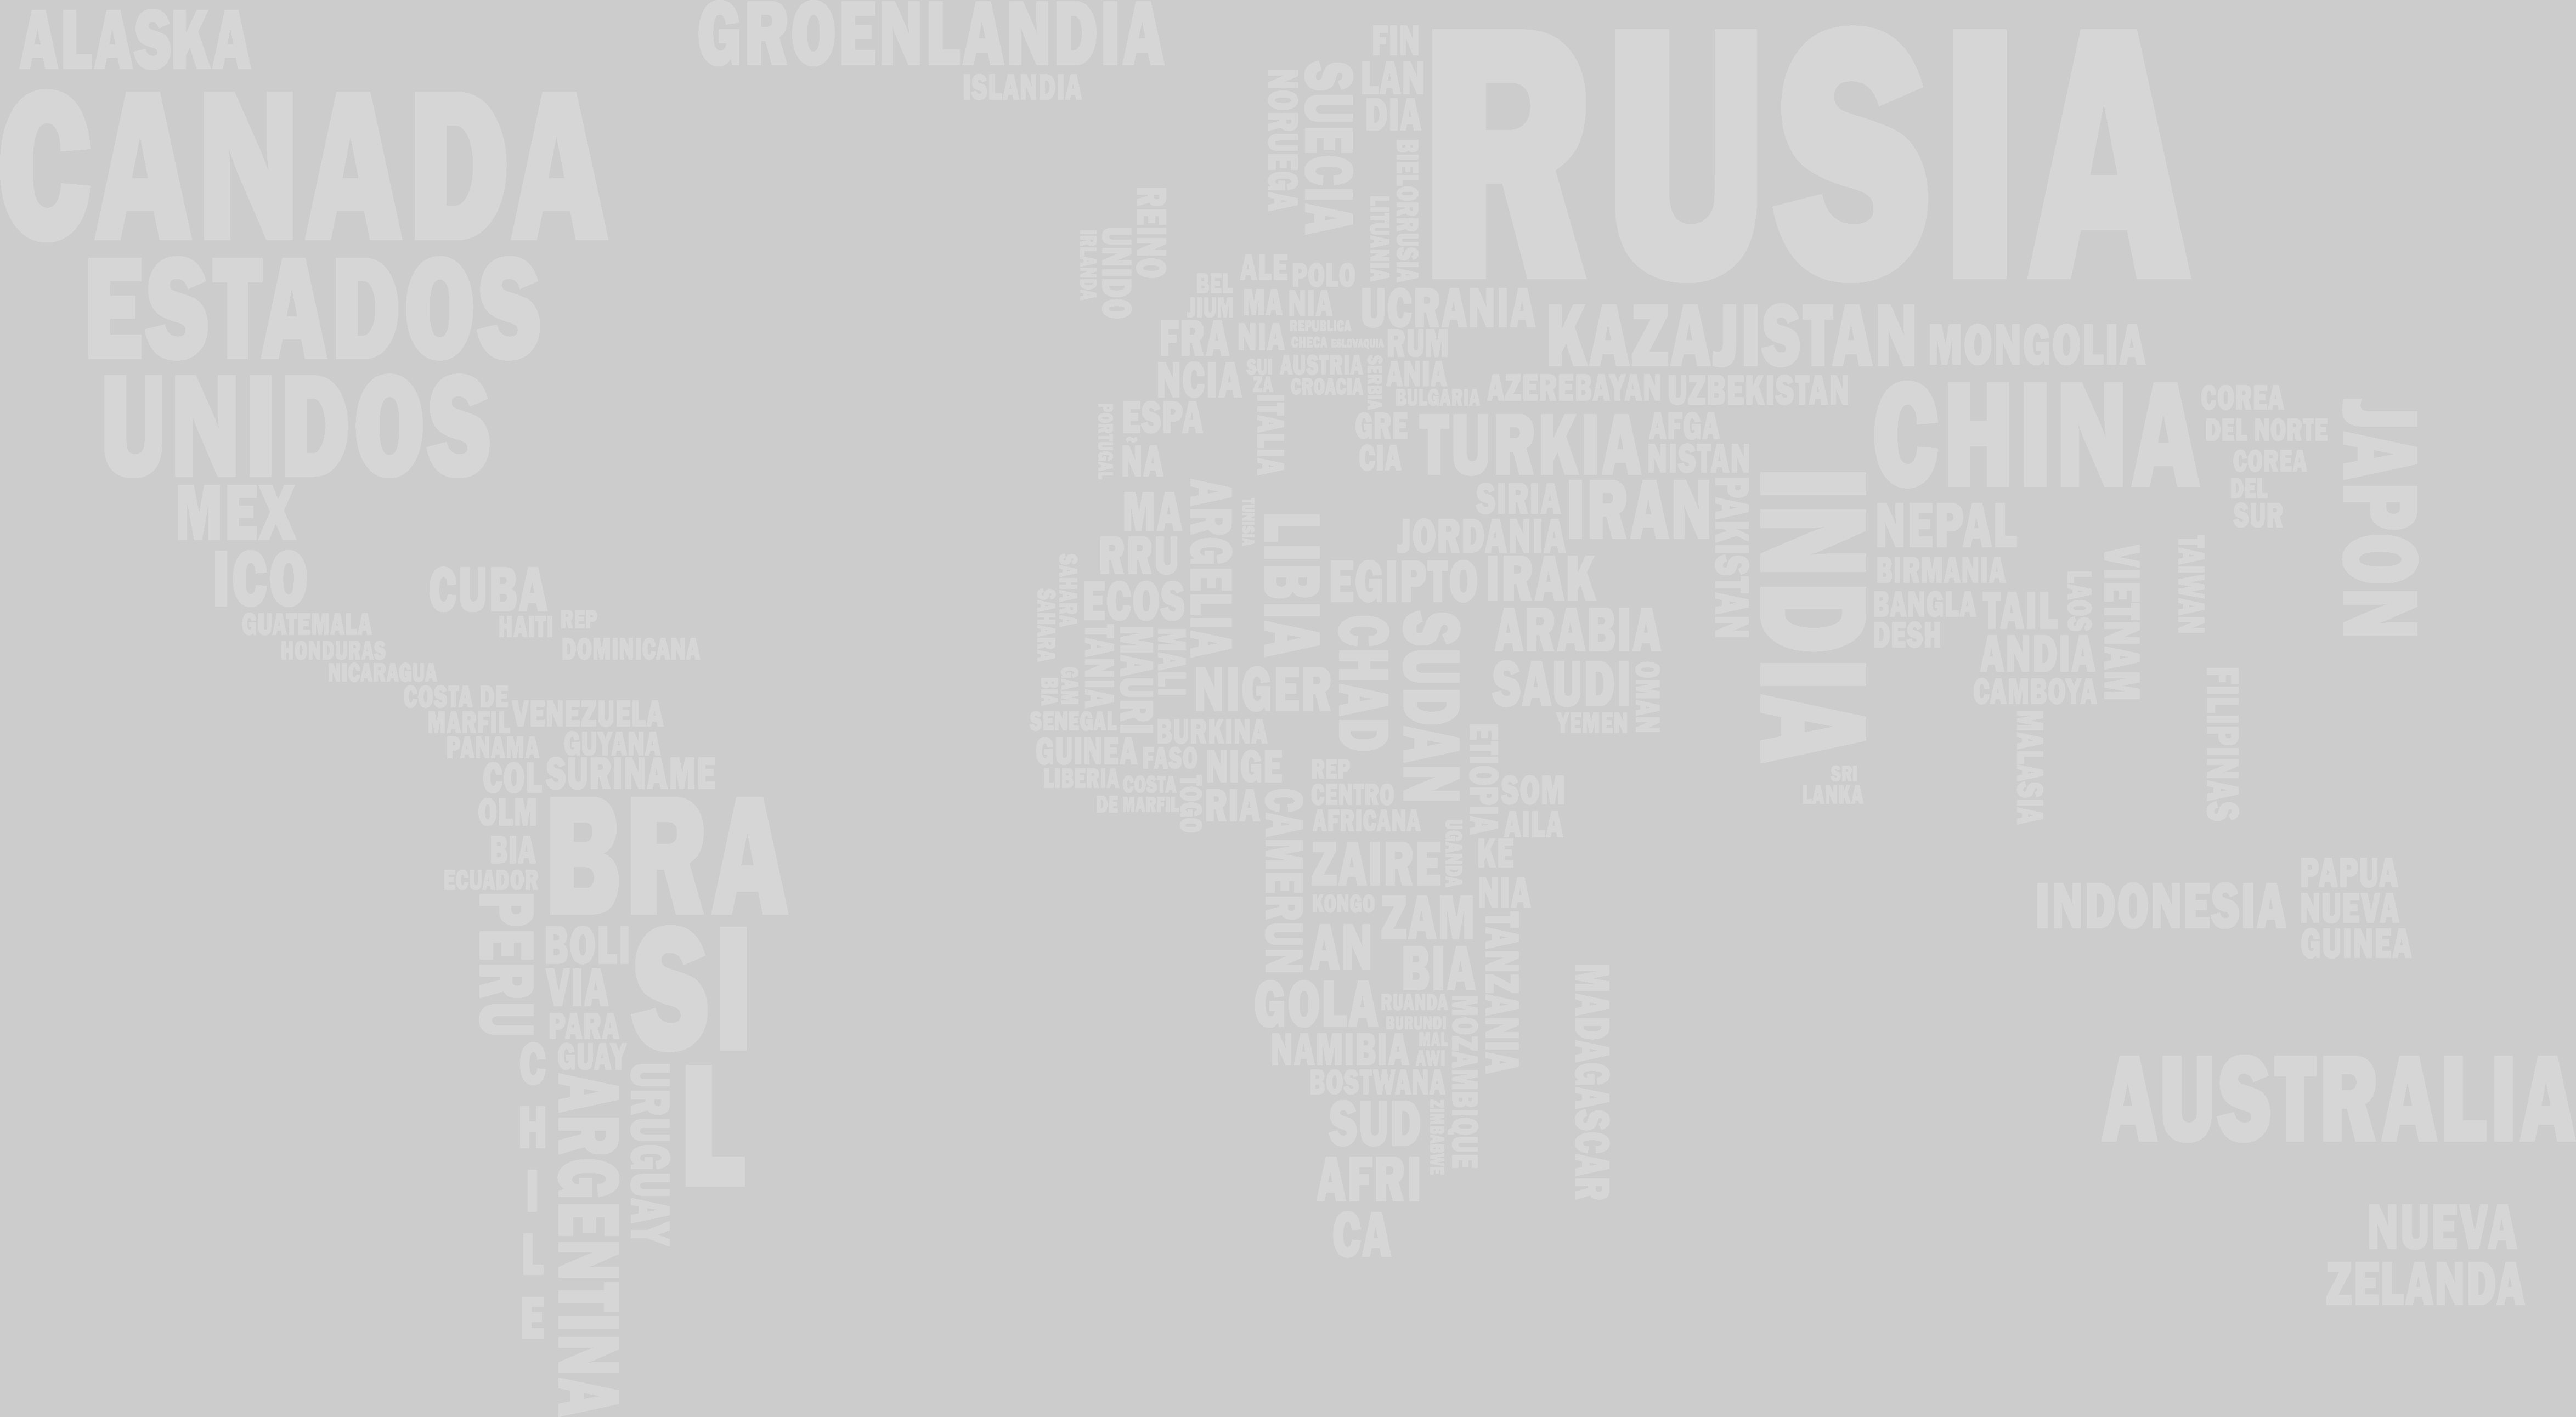 ALASKA
GROENLANDIA
ISLANDIA
CANADA
ESTADOS
UNIDOS
MEX
ICO
CUBA
HAITI
REP
DOMINICANA
GUATEMALA
HONDURAS
NICARAGUA
COSTA DE
MARFIL
PANAMA
VENEZUELA
GUYANA
SURINAME
COL
OLM
BIA
ECUADOR
PERU
BRA
SI
L
BOLI
VIA
PARA
GUAY
URUGUAY
CHILE
ARGENTINA
FIN
LAN
DIA
NORUEGA
SUECIA
BIELORRUSIA
LITUANIA
RUSIA
REINO
UNIDO
IRLANDA
BEL
JIUM
ALE
MA
NIA
POLO
NIA
REPUBLICA
CRECA
ESLOVAQUIA
UCRANIA
RUM
ANIA
FRA
NCIA
SUI
ZA
AUSTRIA
CROACIA
SERBIA
BULGARIA
ITALIA
PORTUGAL
ESPA
ÑA
GRE
CIA
KAZAJISTAN
MONGOLIA
AZEREBAYAN
UZBEKISTAN
TURKIA
AFGA
NISTAN
CHINA
COREA
DEL NORTE
COREA
DEL
SUR
JAPON
SIRIA
IRAN
JORDANIA
IRAK
PAKISTAN
INDIA
NEPAL
BIRMANIA
BANGLA
DESH
TAIL
ANDIA
LAOS
VIETNAM
TAIWAN
CAMBOYA
MALASIA
FILIPINAS
SRI
LANKA
ARABIA
SAUDI
OMAN
YEMEN
MA
RRU
ECOS
ARGELIA
TUNISIA
LIBIA
EGIPTO
SAHARA
SAHARA
MAURI
TANIA
MALI
NIGER
CHAD
SUDAN
GAM
BIA
SENEGAL
GUINEA
LIBERIA
BURKINA
FASO
COSTA
DE MARFIL
TOGO
NIGE
RIA
CAMERUN
REP
CENTRO
AFRICANA
ETIOPIA
SOM
AILA
UGANDA
KE
NIA
ZAIRE
KONGO
AN
GOLA
ZAM
BIA
TANZANIA
RUANDA
BURUNDI
MAL
AWI
MOZAMBIQUE
NAMIBIA
BOSTWANA
ZIMBABWE
SUD
AFRI
CA
MADAGASCAR
INDONESIA
PAPUA
NUEVA
GUINEA
AUSTRALIA
NUEVA
ZELANDA